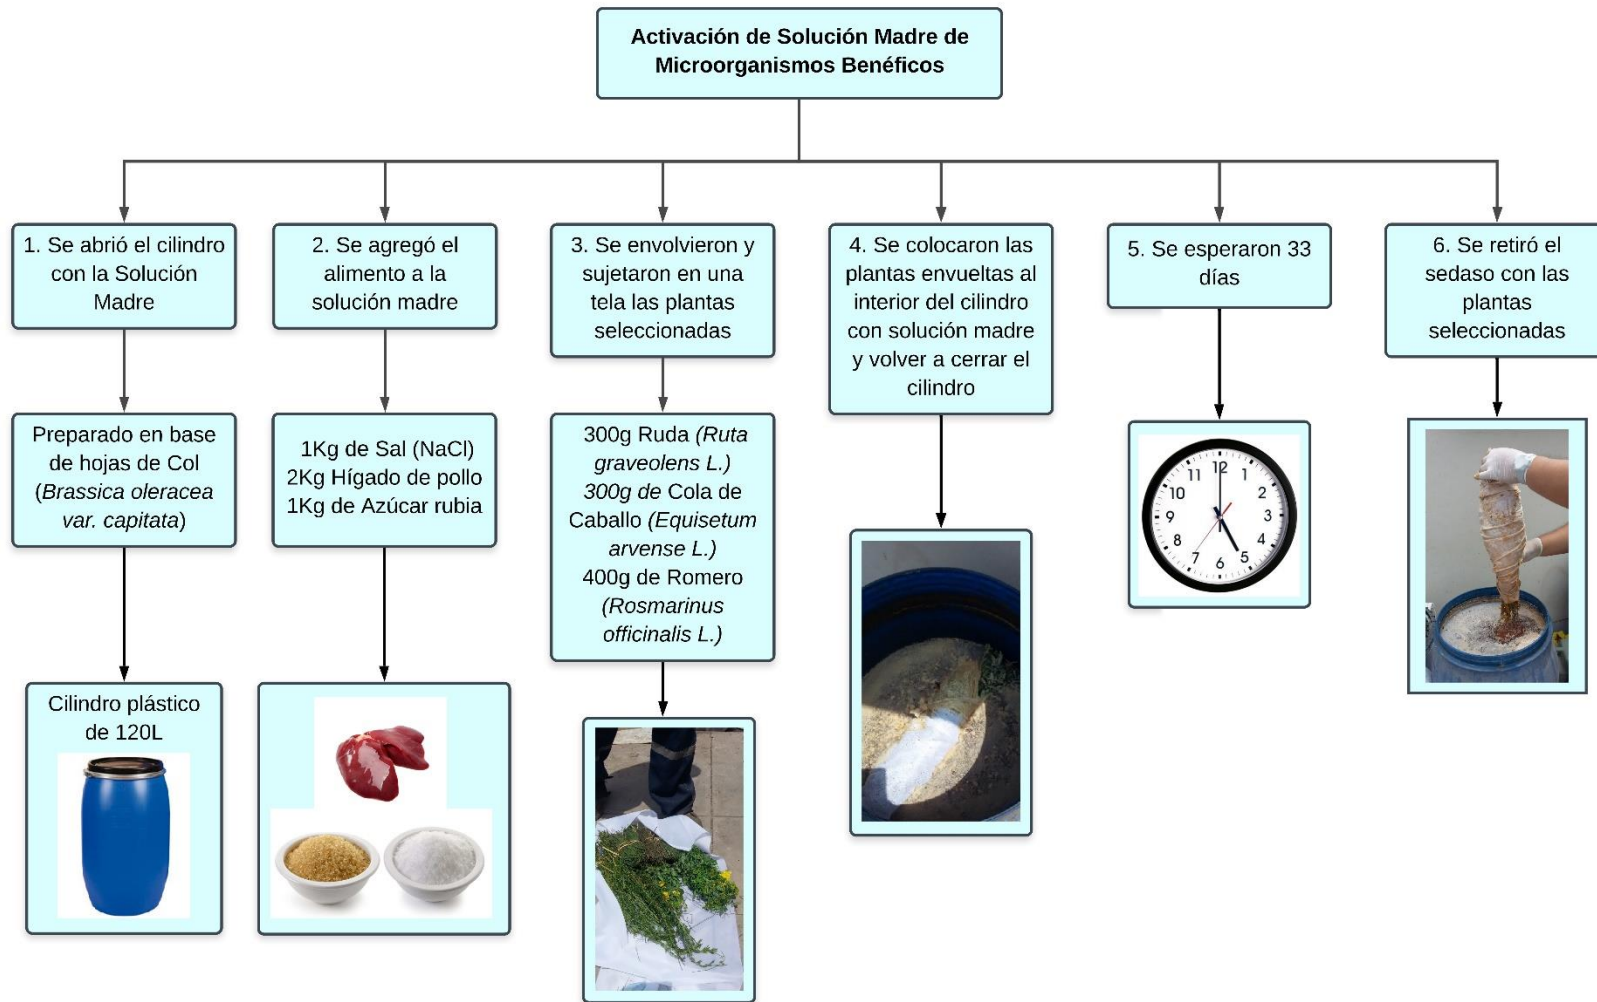 Activación de Solución Madre de
Microorganismos Benéficos
1. Se abrió el cilindro
con la Solución
Madre
2. Se agregó el
alimento a la
solución madre
3. Se envolvieron y
sujetaron en una
tela las plantas
seleccionadas
4. Se colocaron las
plantas envueltas al
interior del cilindro
con solución madre
y volver a cerrar el
cilindro
5. Se esperaron 33
días
6. Se retiró el
sedaso con las
plantas
seleccionadas
Preparado en base
de hojas de Col
(Brassica oleracea
var. capitata)
1Kg de Sal (NaCl)
2Kg Hígado de pollo
1Kg de Azúcar rubia
300g Ruda (Ruta
graveolens L.)
300g de Cola de
Caballo (Equisetum
arvense L.)
400g de Romero
(Rosmarinus
officinalis L.)
12
1
2
3
4
5
6
7
8
9
10
11
Cilindro plástico
de 120L